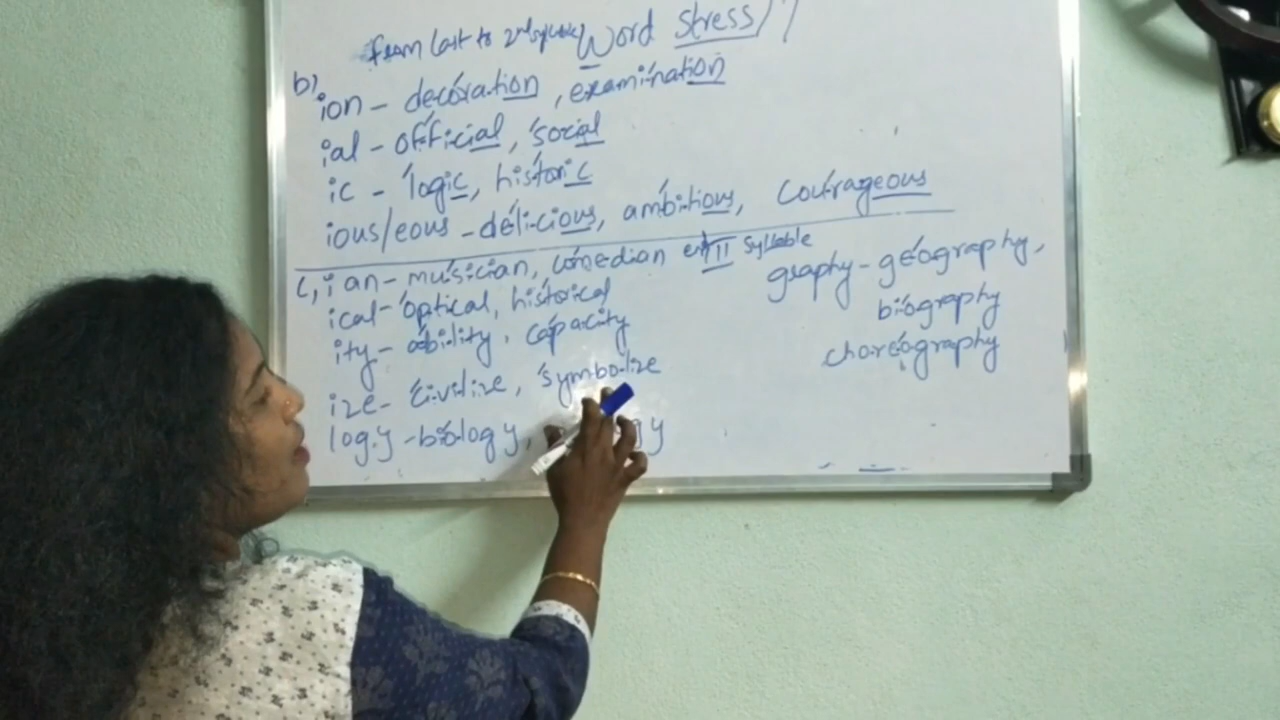 from last to 2nd syllable Word Stress //
b) ion - decoration, examination
ial - official, social
ic - logic, historic
ious/eous - delicious, ambitious, Courageous
c, ian - musician, comedian II syllable
ical - optical, historical
ity - ability, capacity
ize - civilize, symbolize
logy - biology, gy
graphy - geography,
biography
choreography